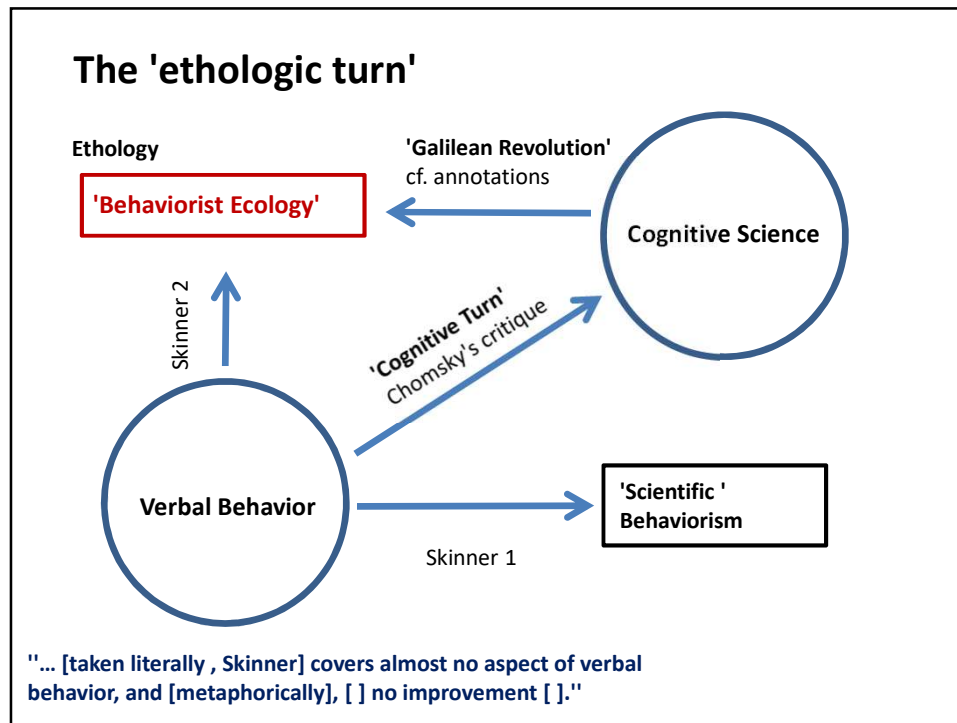 The 'ethologic turn'
Ethology
'Behaviorist Ecology'
'Galilean Revolution'
cf. annotations
Cognitive Science
Skinner 2
'Cognitive Turn'
Chomsky's critique
Verbal Behavior
'Scientific '
Behaviorism
Skinner 1
''… [taken literally , Skinner] covers almost no aspect of verbal
behavior, and [metaphorically], [ ] no improvement [ ].''